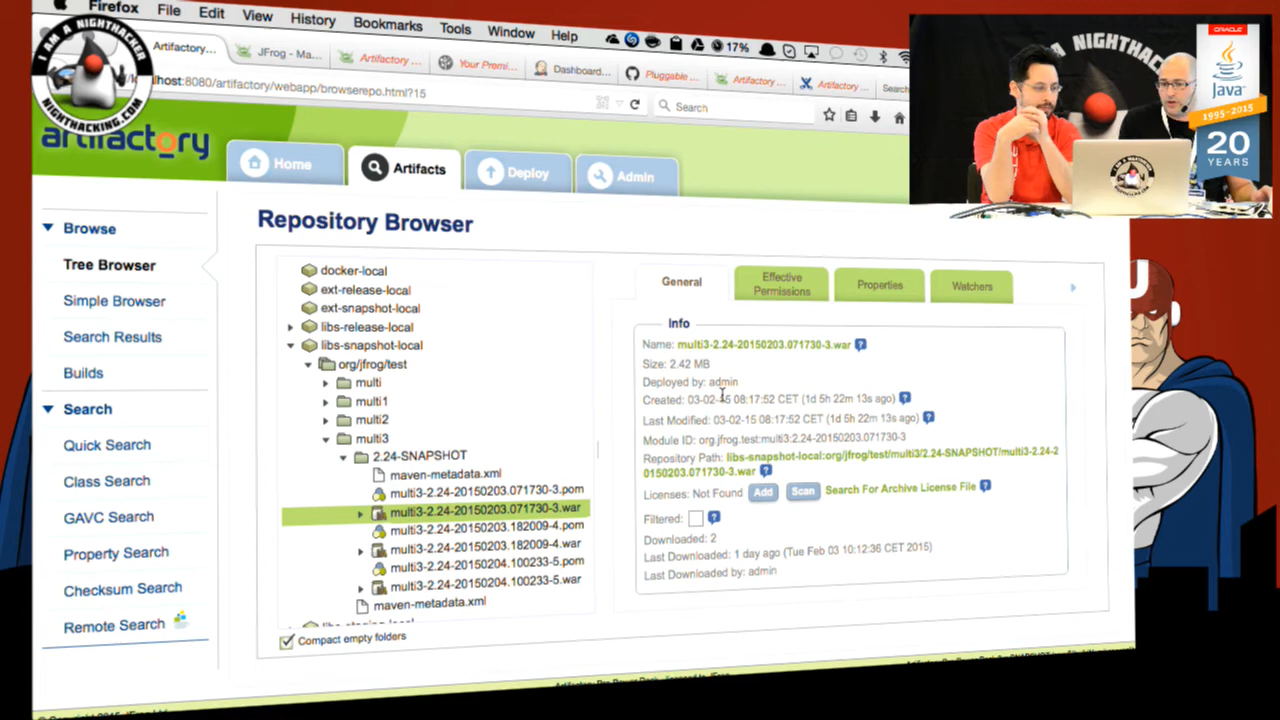 Firefox File Edit View History Bookmarks Tools Window Help 17%
Artifactory... JFrog - Ma... Artifactory ... Your Premi... Dashboard... Pluggable ... Artifactory ... Artifactory... Search
lhost:8080/artifactory/webapp/browserepo.html?15
Search
I AM A NIGHTHACKER
NIGHTHACKING.COM
artifactory
Home
Artifacts
Deploy
Admin
ORACLE
Java
1995-2015
20
YEARS
Browse
Tree Browser
Simple Browser
Search Results
Builds
Search
Quick Search
Class Search
GAVC Search
Property Search
Checksum Search
Remote Search
Repository Browser
docker-local
ext-release-local
ext-snapshot-local
libs-release-local
libs-snapshot-local
org/jfrog/test
multi
multi1
multi2
multi3
2.24-SNAPSHOT
maven-metadata.xml
multi3-2.24-20150203.071730-3.pom
multi3-2.24-20150203.071730-3.war
multi3-2.24-20150203.182009-4.pom
multi3-2.24-20150203.182009-4.war
multi3-2.24-20150204.100233-5.pom
multi3-2.24-20150204.100233-5.war
maven-metadata.xml
Compact empty folders
General
Effective
Permissions
Properties
Watchers
Info
Name: multi3-2.24-20150203.071730-3.war
Size: 2.42 MB
Deployed by: admin
Created: 03-02-15 08:17:52 CET (1d 5h 22m 13s ago)
Last Modified: 03-02-15 08:17:52 CET (1d 5h 22m 13s ago)
Module ID: org.jfrog.test:multi3:2.24-20150203.071730-3
Repository Path: libs-snapshot-local:org/jfrog/test/multi3/2.24-SNAPSHOT/multi3-2.2
0150203.071730-3.war
Licenses: Not Found Add Scan Search For Archive License File
Filtered:
Downloaded: 2
Last Downloaded: 1 day ago (Tue Feb 03 10:12:36 CET 2015)
Last Downloaded by: admin